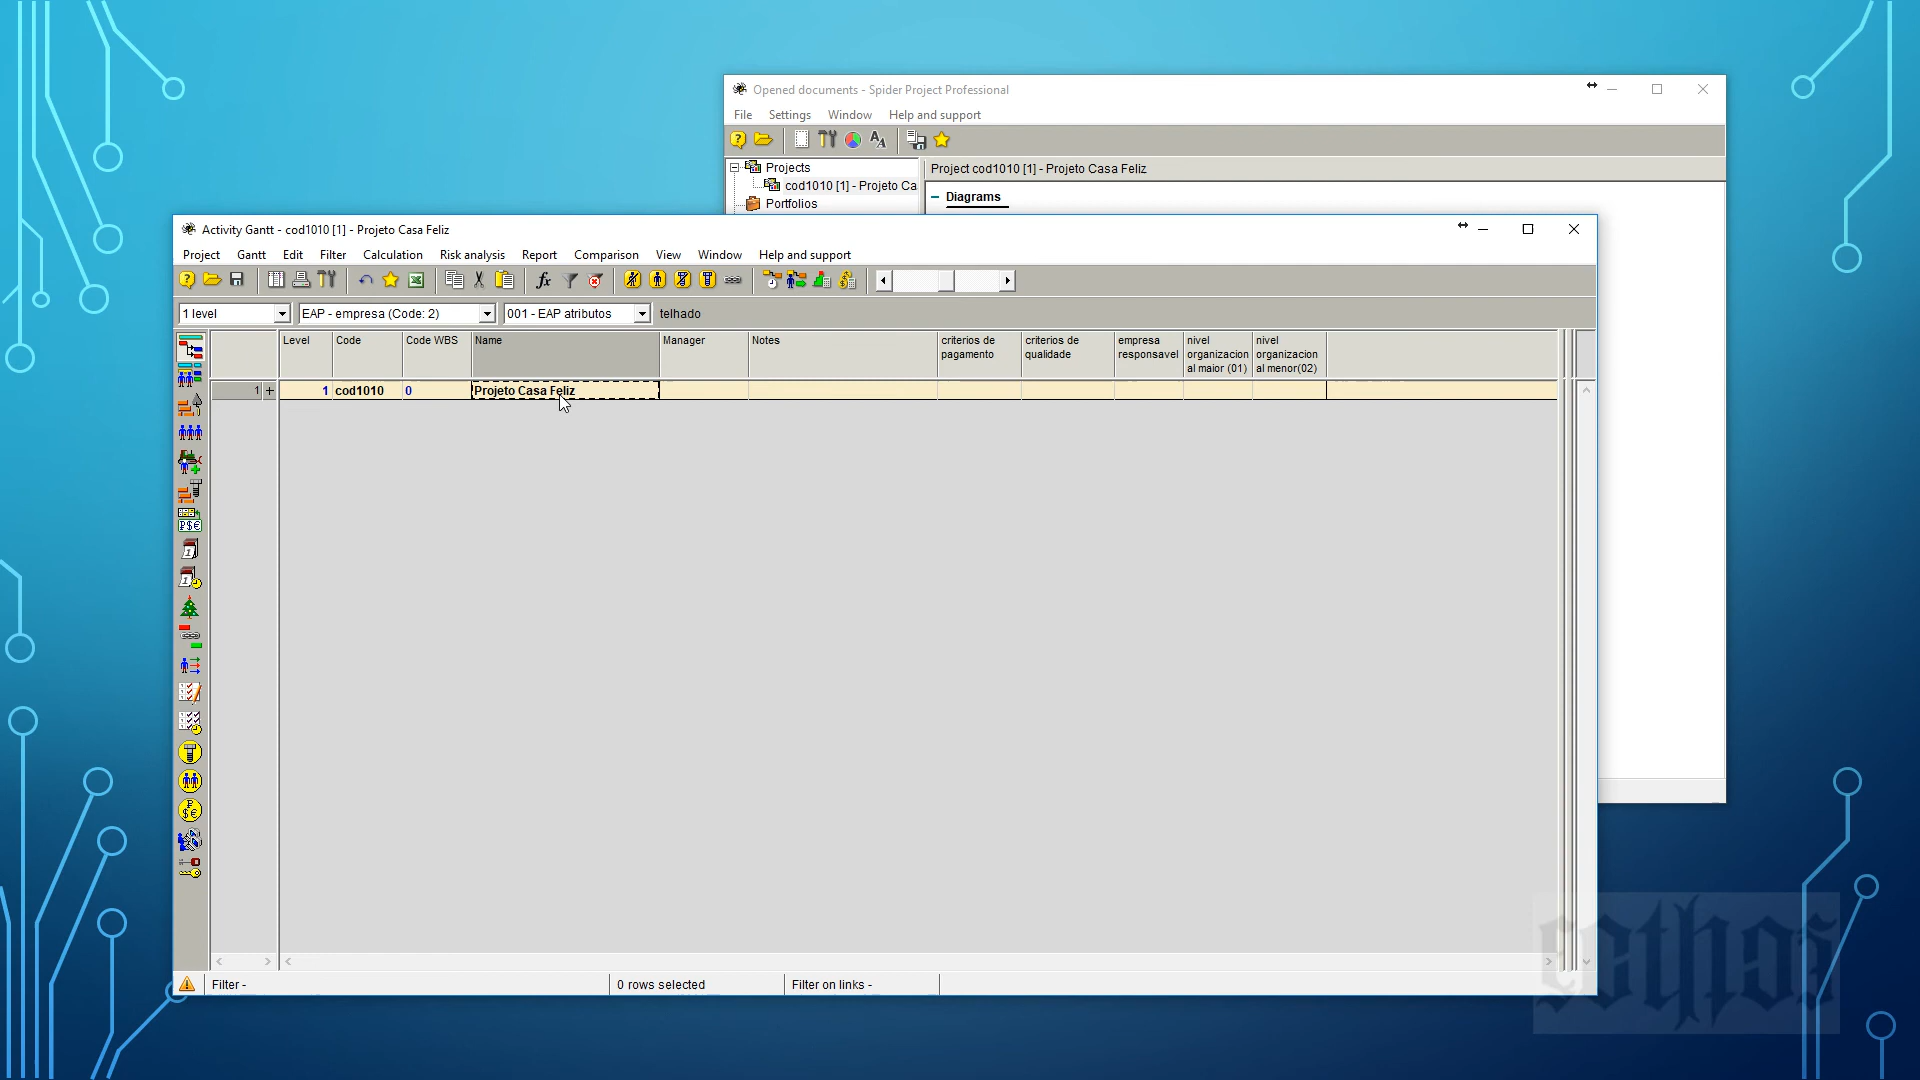 Opened documents - Spider Project Professional
File Settings Window Help and support
Projects
cod1010 [1] - Projeto Ca
Portfolios
Project cod1010 [1] - Projeto Casa Feliz
Diagrams
Activity Gantt - cod1010 [1] - Projeto Casa Feliz
Project Gantt Edit Filter Calculation Risk analysis Report Comparison View Window Help and support
1 level EAP - empresa (Code: 2) 001 - EAP atributos telhado
Level Code Code WBS Name Manager Notes
criterios de pagamento
criterios de qualidade
empresa responsavel
nivel organizacion al maior (01)
nivel organizacion al menor(02)
1 + 1 cod1010 0 Projeto Casa Feliz
Filter - 0 rows selected Filter on links -
sothos